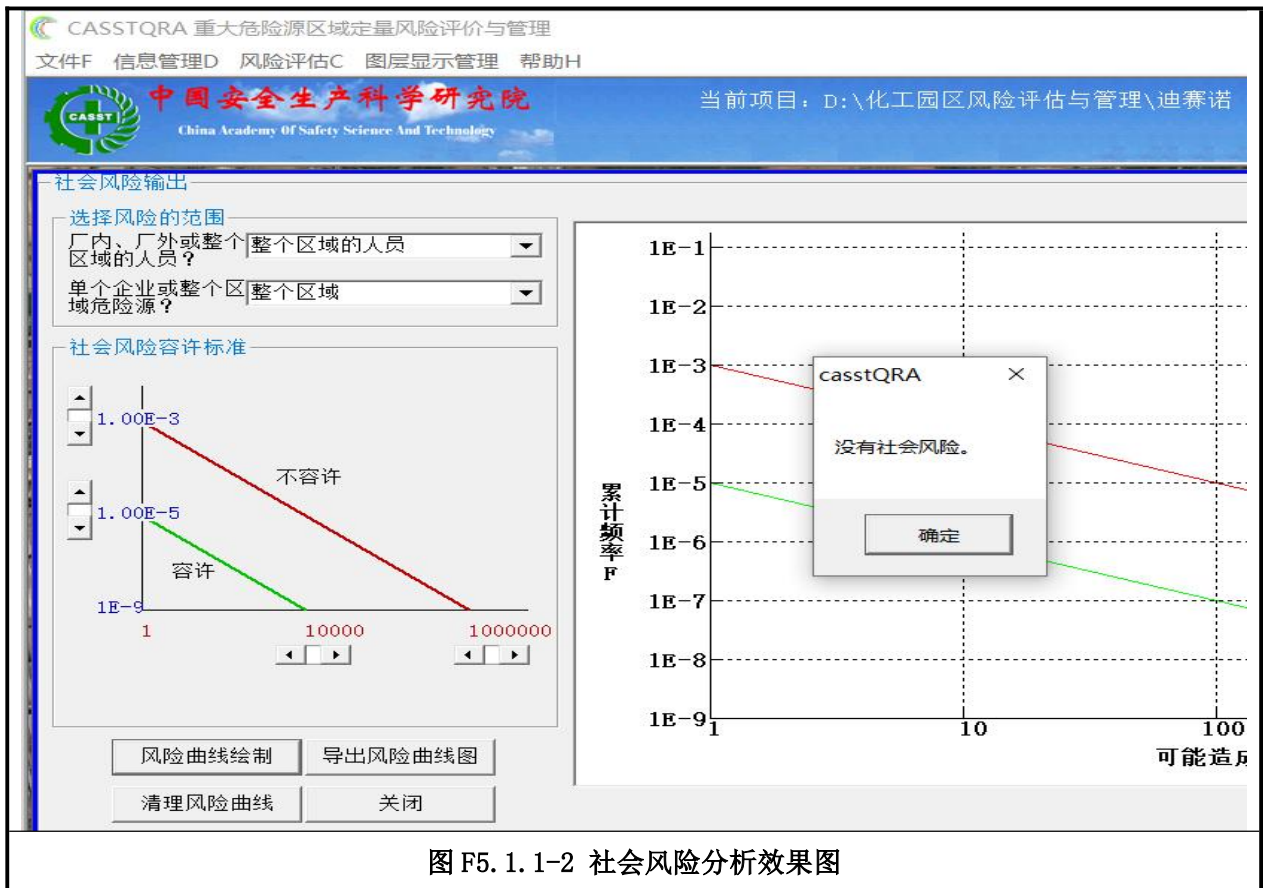 CASSTQRA 重大危险源区域定量风险评价与管理
文件F 信息管理D 风险评估C 图层显示管理 帮助H
CASST
中国安全生产科学研究院
China Academy Of Safety Science And Technology
当前项目：D:\化工园区风险评估与管理\迪赛诺
社会风险输出
选择风险的范围
厂内、厂外或整个
区域的人员？
整个区域的人员
单个企业或整个区
域危险源？
整个区域
社会风险容许标准
1.00E-3
不容许
1.00E-5
容许
1E-9
1
10000
1000000
风险曲线绘制
导出风险曲线图
清理风险曲线
关闭
累计频率F
1E-1
1E-2
1E-3
1E-4
1E-5
1E-6
1E-7
1E-8
1E-9
1
10
100
可能造
casstQRA
没有社会风险。
确定
图 F5.1.1-2 社会风险分析效果图